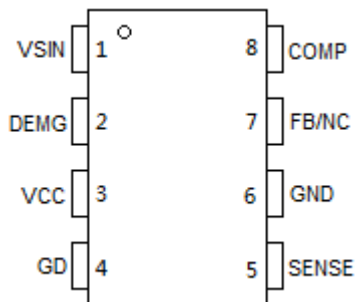 VSIN 1 8 COMP
DEMG 2 7 FB/NC
VCC 3 6 GND
GD 4 5 SENSE